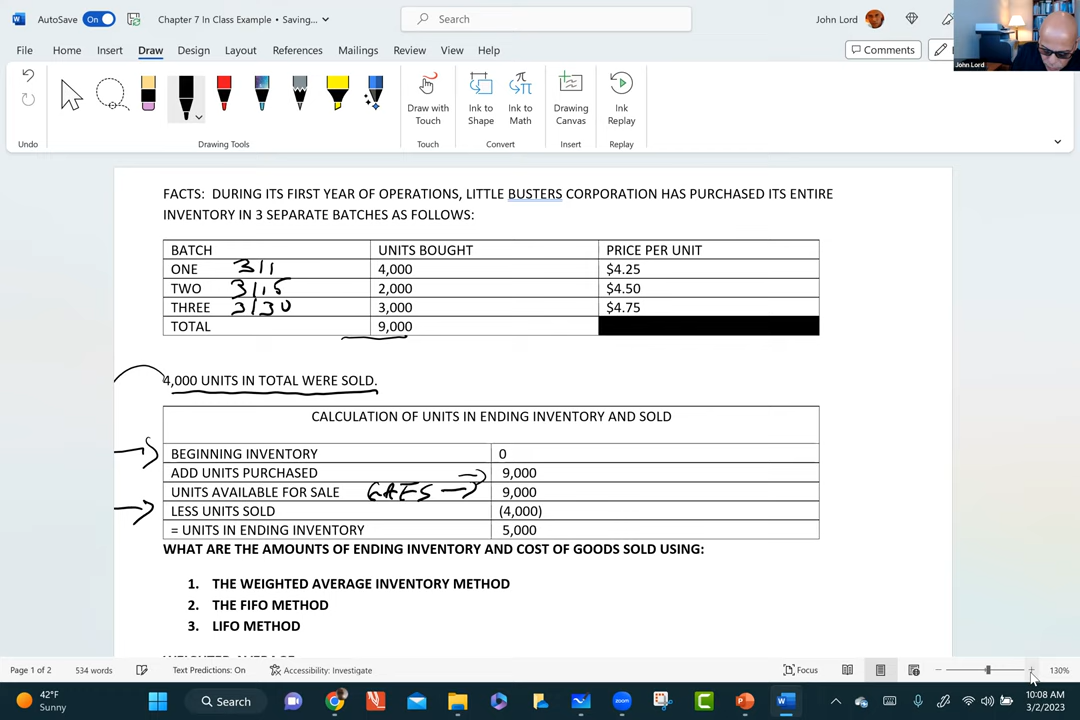 AutoSave On Chapter 7 In Class Example • Saving... Search John Lord
File Home Insert Draw Design Layout References Mailings Review View Help Comments
John Lord
Draw with Touch Ink to Shape Ink to Math Drawing Canvas Ink Replay
Undo Drawing Tools Touch Convert Insert Replay
FACTS: DURING ITS FIRST YEAR OF OPERATIONS, LITTLE BUSTERS CORPORATION HAS PURCHASED ITS ENTIRE
INVENTORY IN 3 SEPARATE BATCHES AS FOLLOWS:
BATCH UNITS BOUGHT PRICE PER UNIT
ONE 3/1 4,000 $4.25
TWO 3/15 2,000 $4.50
THREE 3/30 3,000 $4.75
TOTAL 9,000
4,000 UNITS IN TOTAL WERE SOLD.
CALCULATION OF UNITS IN ENDING INVENTORY AND SOLD
BEGINNING INVENTORY 0
ADD UNITS PURCHASED 9,000
UNITS AVAILABLE FOR SALE GAFS 9,000
LESS UNITS SOLD (4,000)
= UNITS IN ENDING INVENTORY 5,000
WHAT ARE THE AMOUNTS OF ENDING INVENTORY AND COST OF GOODS SOLD USING:
1. THE WEIGHTED AVERAGE INVENTORY METHOD
2. THE FIFO METHOD
3. LIFO METHOD
WEIGHTED AVERAGE
Page 1 of 2 534 words Text Predictions: On Accessibility: Investigate Focus 130%
42°F Search 10:08 AM
Sunny 3/2/2023